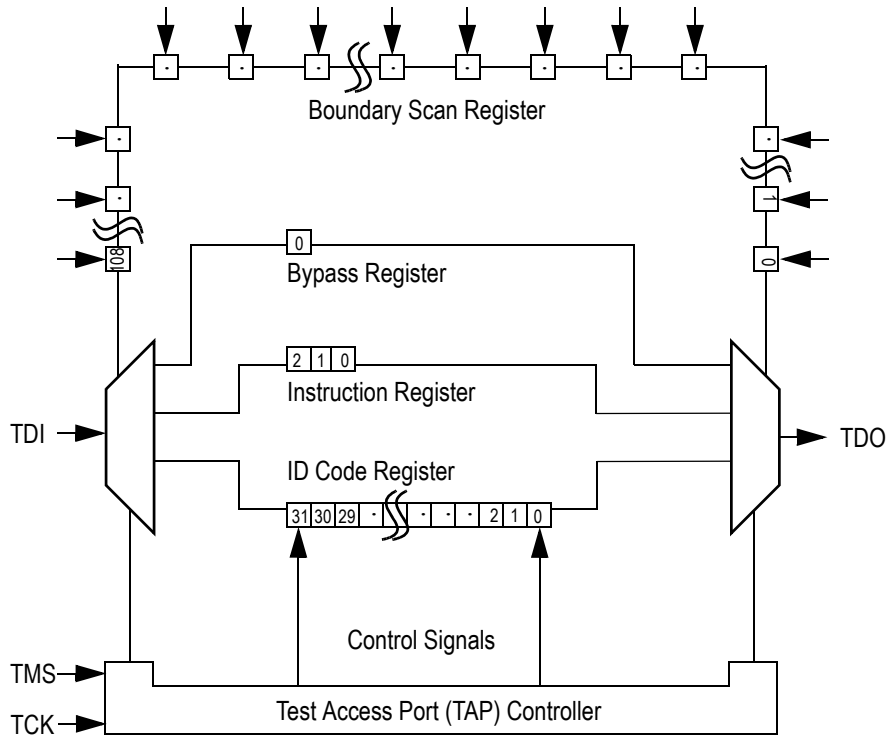 Boundary Scan Register
108
1
0
0
Bypass Register
2 1 0
Instruction Register
TDI
TDO
ID Code Register
31 30 29 · · · · 2 1 0
Control Signals
TMS
Test Access Port (TAP) Controller
TCK